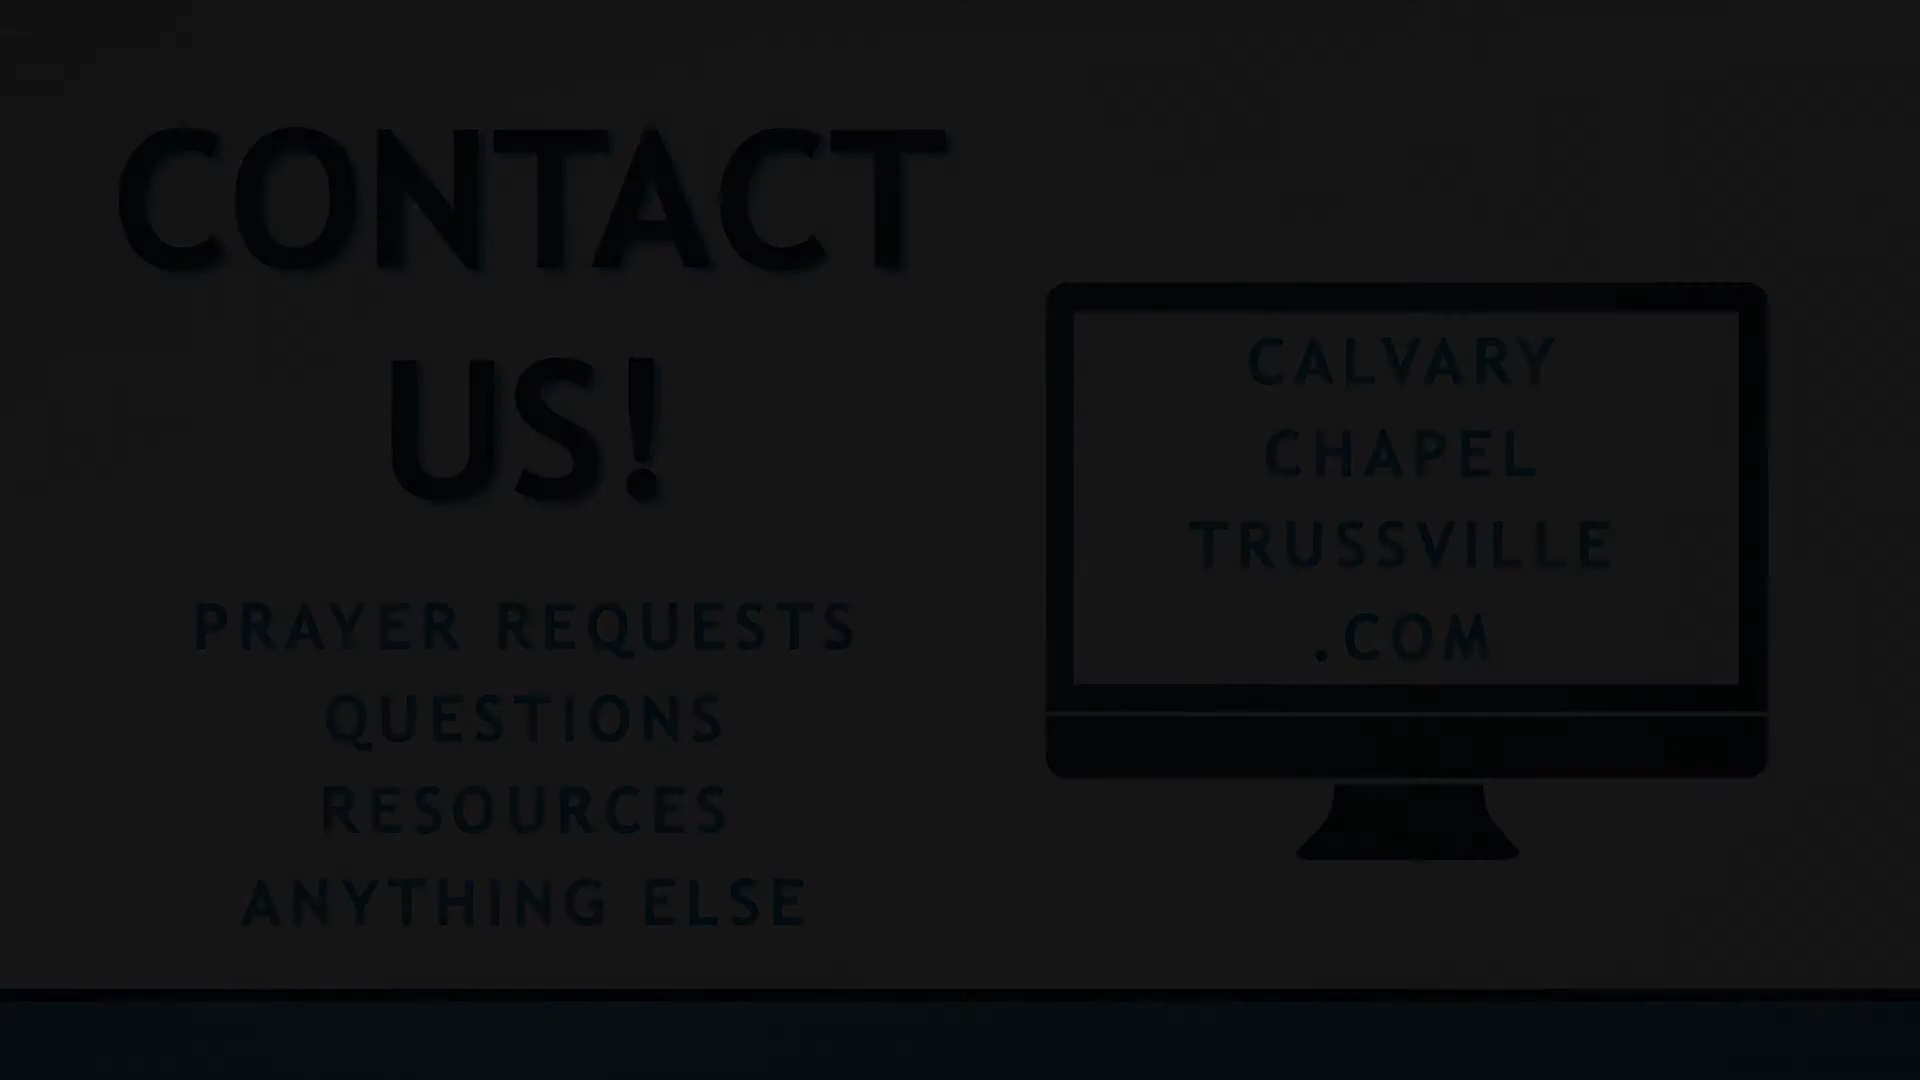 CONTACT
US!
PRAYER REQUESTS
QUESTIONS
RESOURCES
ANYTHING ELSE
CALVARY
CHAPEL
TRUSSVILLE
.COM